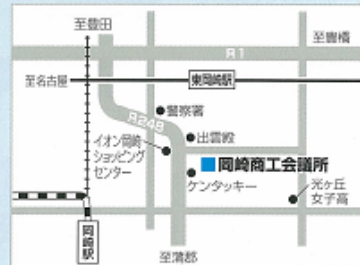 至豊田
至豊橋
R1
至名古屋
東岡崎駅
警察署
R248
出雲殿
イオン岡崎
ショッピング
センター
岡崎商工会議所
ケンタッキー
光ヶ丘
女子高
岡崎駅
至蒲郡